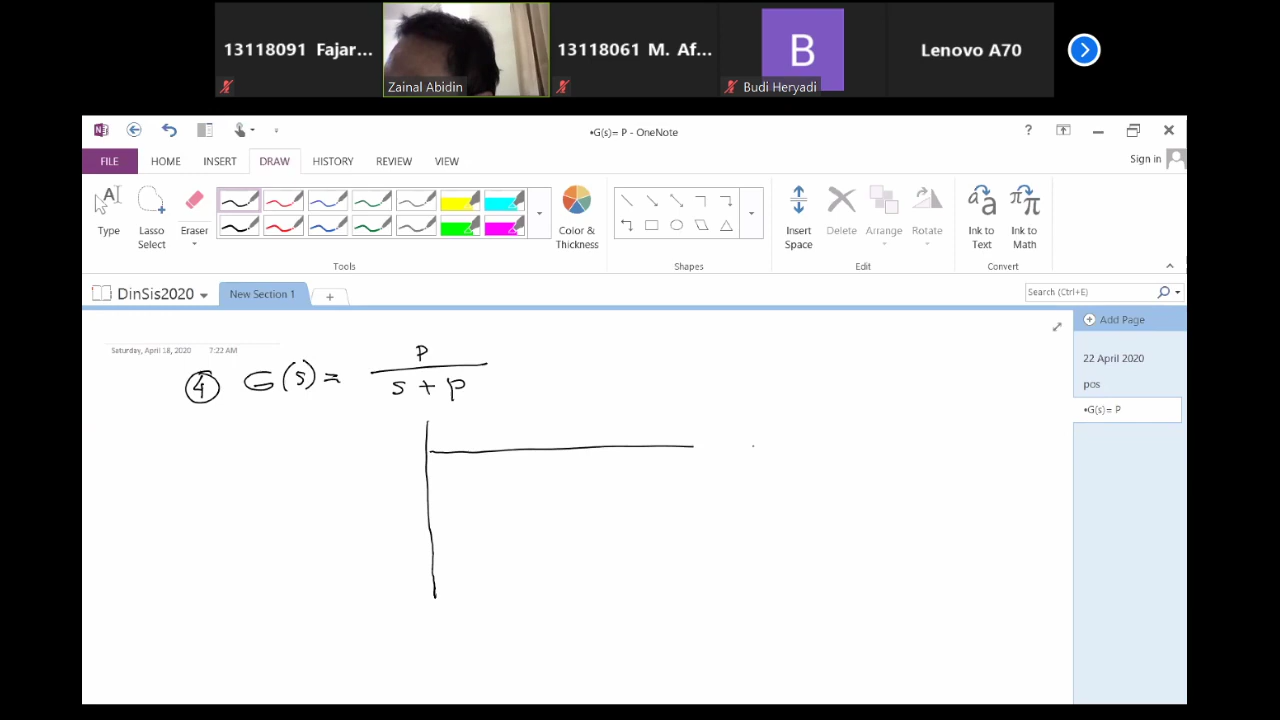 13118091 Fajar...
Zainal Abidin
13118061 M. Af...
B
Budi Heryadi
Lenovo A70
•G(s)= P - OneNote
?
FILE HOME INSERT DRAW HISTORY REVIEW VIEW
Sign in
Type
Lasso Select
Eraser
Color & Thickness
Insert Space
Delete
Arrange
Rotate
Ink to Text
Ink to Math
Tools
Shapes
Edit
Convert
DinSis2020
New Section 1
Search (Ctrl+E)
Add Page
22 April 2020
pos
•G(s)= P
Saturday, April 18, 2020 7:22 AM
④ G(s) = P
s + p